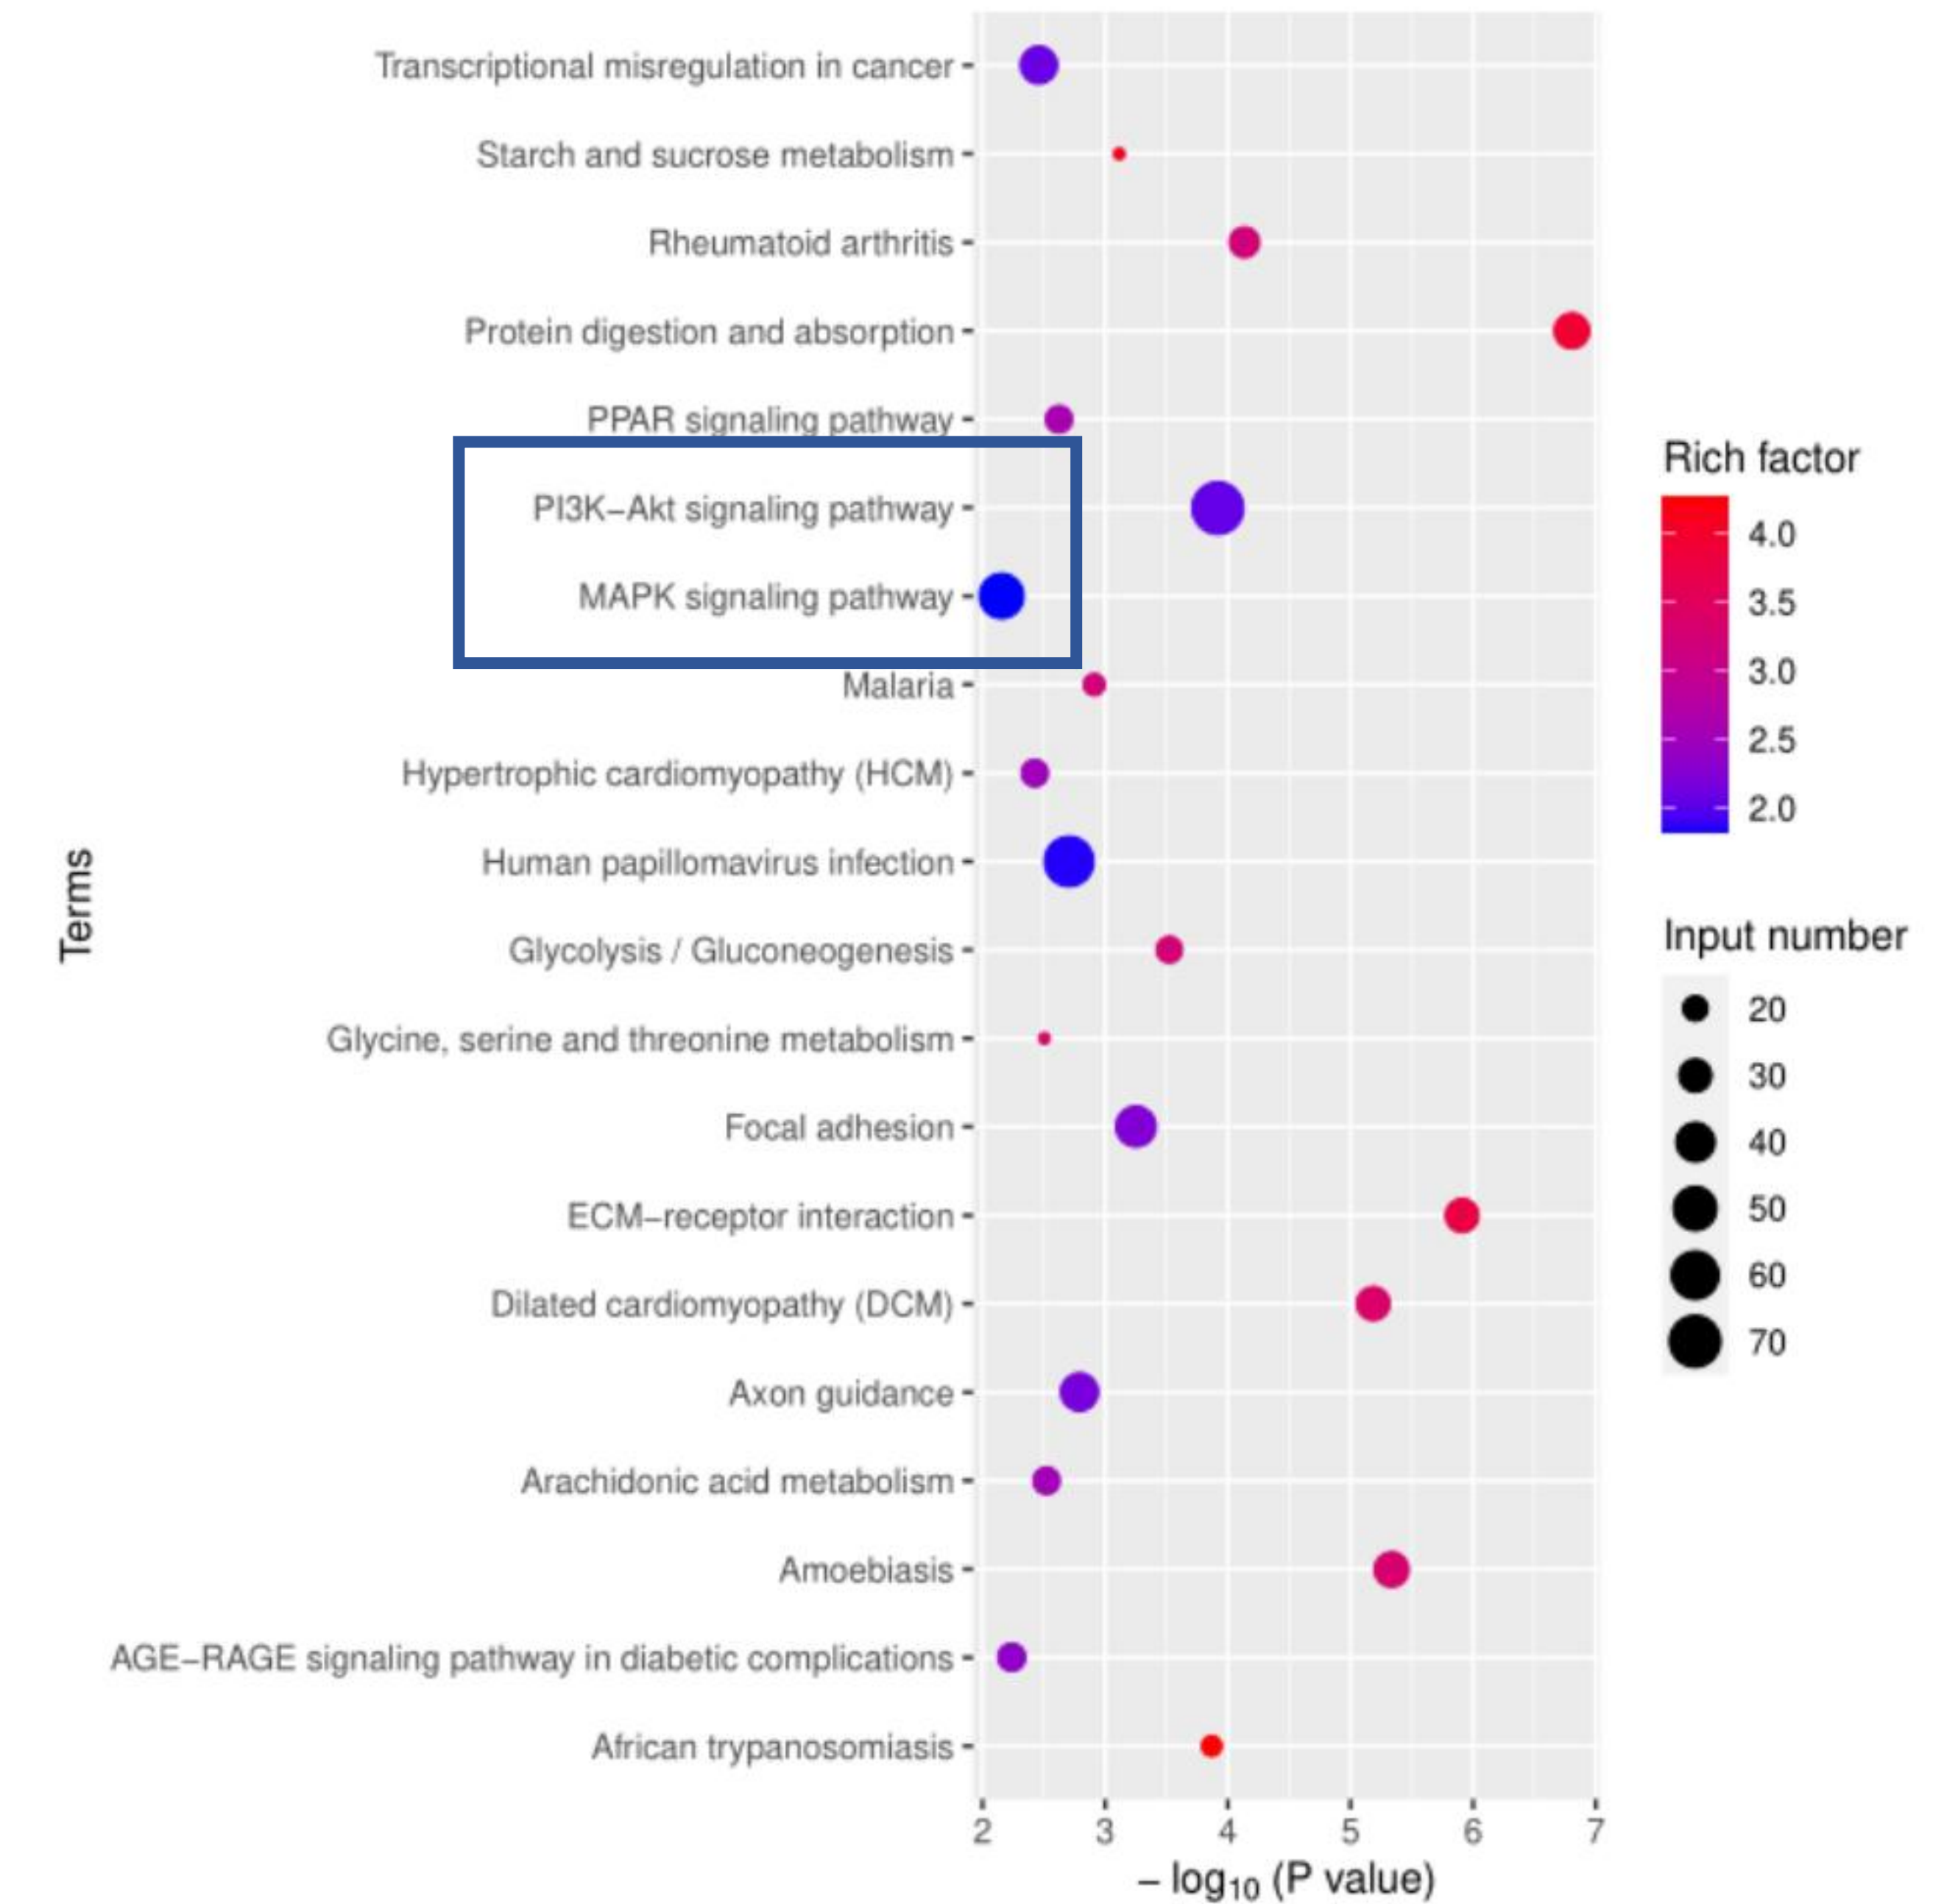 Transcriptional misregulation in cancer
Starch and sucrose metabolism
Rheumatoid arthritis
Protein digestion and absorption
PPAR signaling pathway
PI3K–Akt signaling pathway
MAPK signaling pathway
Malaria
Hypertrophic cardiomyopathy (HCM)
Human papillomavirus infection
Glycolysis / Gluconeogenesis
Glycine, serine and threonine metabolism
Focal adhesion
ECM–receptor interaction
Dilated cardiomyopathy (DCM)
Axon guidance
Arachidonic acid metabolism
Amoebiasis
AGE–RAGE signaling pathway in diabetic complications
African trypanosomiasis
Terms
2 3 4 5 6 7
– log10 (P value)
Rich factor
4.0
3.5
3.0
2.5
2.0
Input number
20
30
40
50
60
70